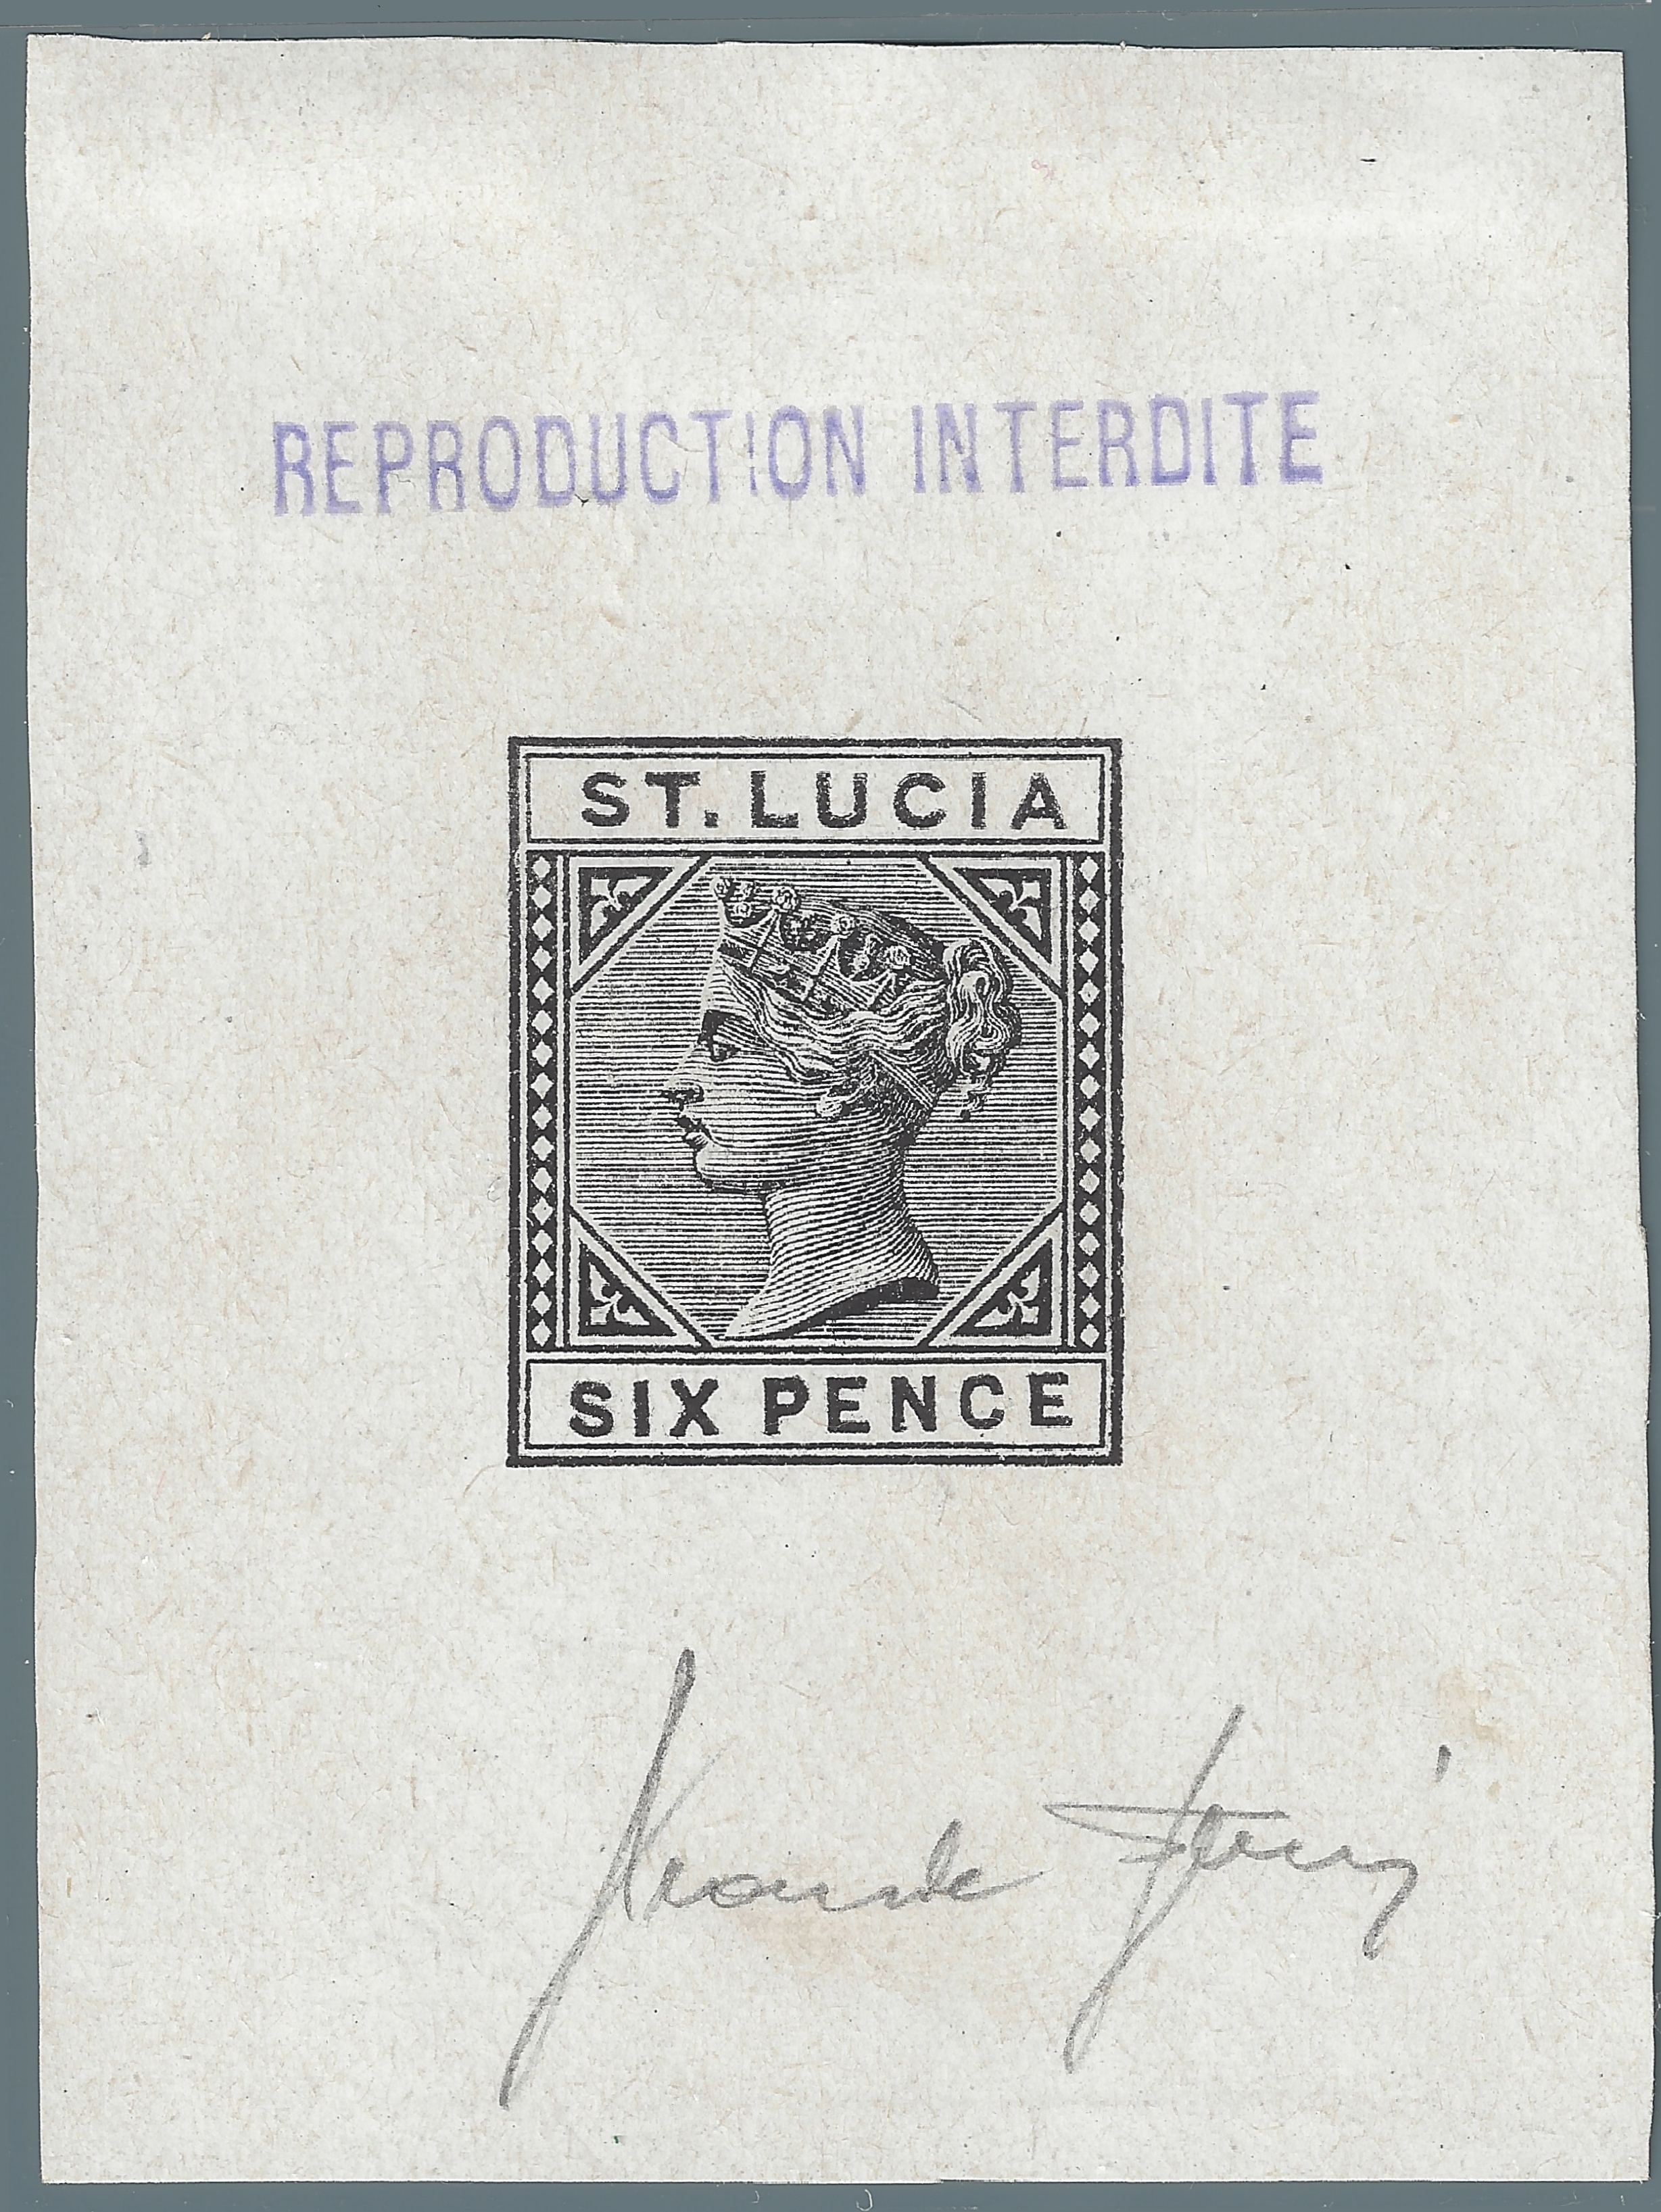 REPRODUCTION INTERDITE
ST. LUCIA
SIX PENCE